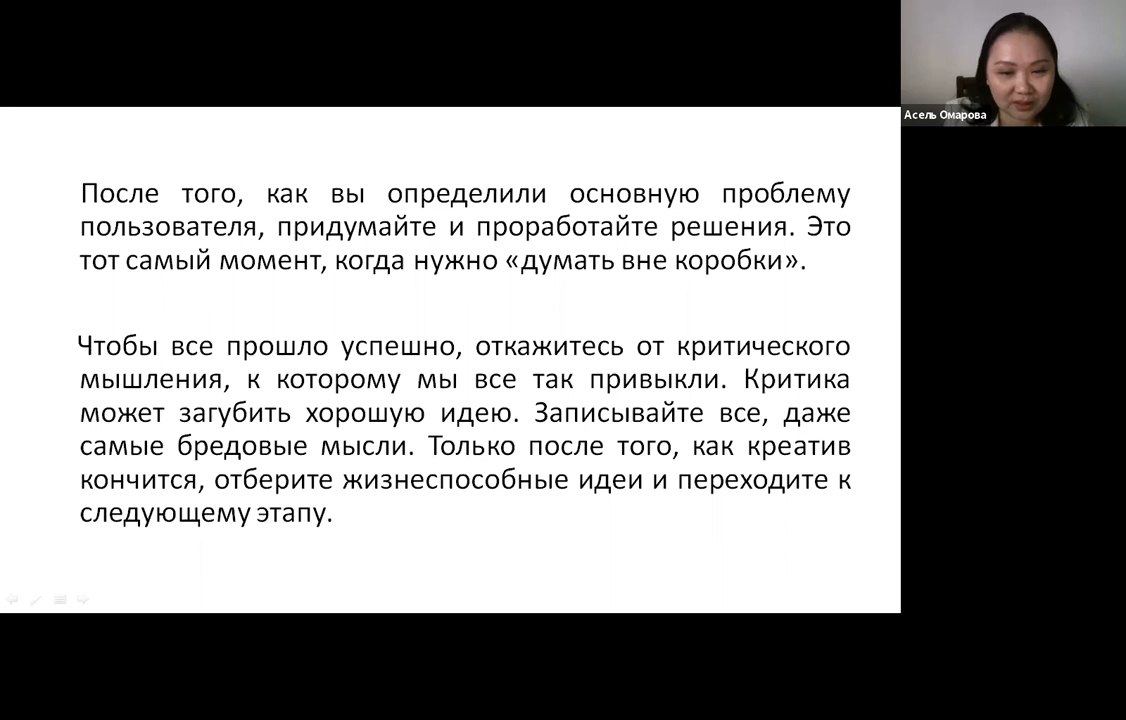 Асель Омарова
После того, как вы определили основную проблему
пользователя, придумайте и проработайте решения. Это
тот самый момент, когда нужно «думать вне коробки».
Чтобы все прошло успешно, откажитесь от критического
мышления, к которому мы все так привыкли. Критика
может загубить хорошую идею. Записывайте все, даже
самые бредовые мысли. Только после того, как креатив
кончится, отберите жизнеспособные идеи и переходите к
следующему этапу.